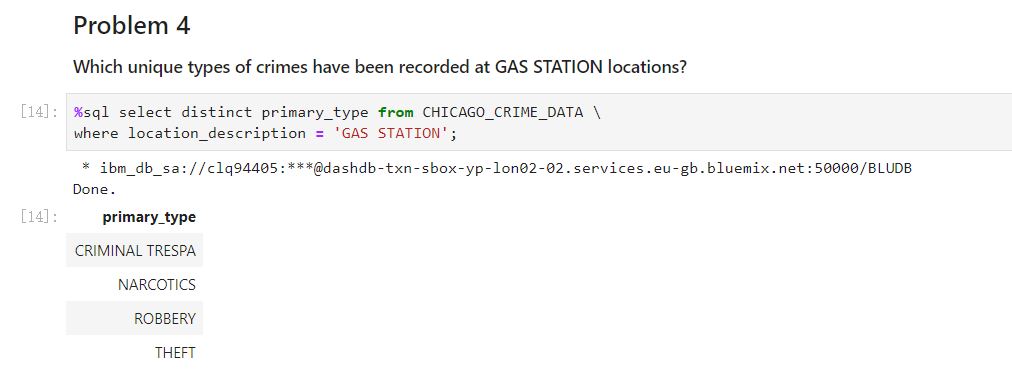 Problem 4
Which unique types of crimes have been recorded at GAS STATION locations?
[14]: %sql select distinct primary_type from CHICAGO_CRIME_DATA \
where location_description = 'GAS STATION';
* ibm_db_sa://clq94405:***@dashdb-txn-sbox-yp-lon02-02.services.eu-gb.bluemix.net:50000/BLUDB
Done.
[14]: primary_type
CRIMINAL TRESPA
NARCOTICS
ROBBERY
THEFT